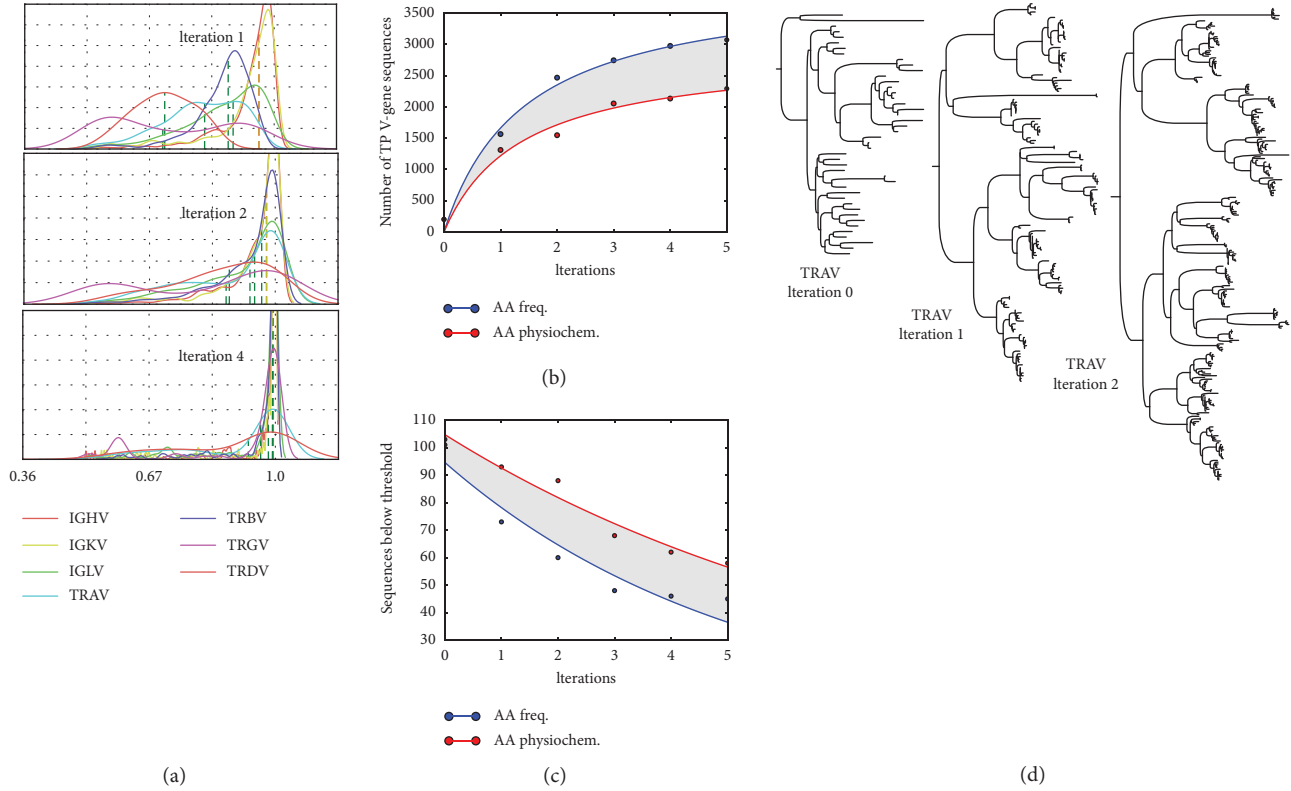 Iteration 1
Iteration 2
Iteration 4
0.36 0.67 1.0
IGHV
IGKV
IGLV
TRAV
TRBV
TRGV
TRDV
(a)
Number of TP V-gene sequences
3500
3000
2500
2000
1500
1000
500
0
0 1 2 3 4 5
Iterations
AA freq.
AA physiochem.
(b)
Sequences below threshold
110
100
90
80
70
60
50
40
30
0 1 2 3 4 5
Iterations
AA freq.
AA physiochem.
(c)
TRAV
Iteration 0
TRAV
Iteration 1
TRAV
Iteration 2
(d)